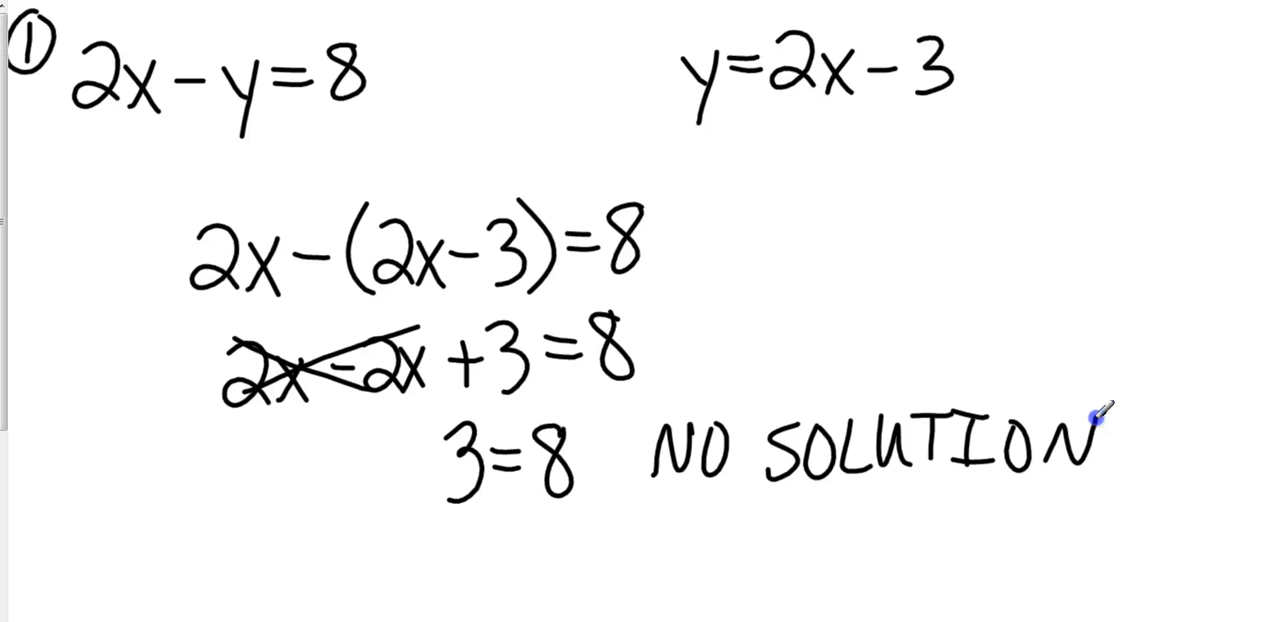 ① 2x - y = 8 y = 2x - 3
2x - (2x - 3) = 8
2x - 2x + 3 = 8
3 = 8 NO SOLUTION